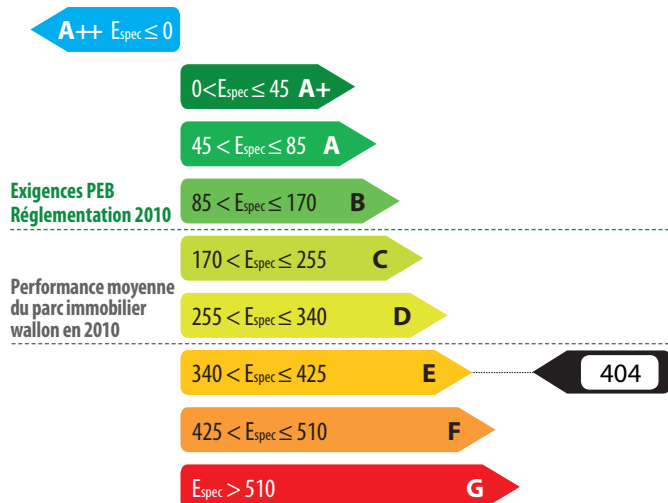 A++ Espec ≤ 0
0 < Espec ≤ 45 A+
45 < Espec ≤ 85 A
Exigences PEB
Réglementation 2010
85 < Espec ≤ 170 B
170 < Espec ≤ 255 C
Performance moyenne
du parc immobilier
wallon en 2010
255 < Espec ≤ 340 D
340 < Espec ≤ 425 E
404
425 < Espec ≤ 510 F
Espec > 510 G